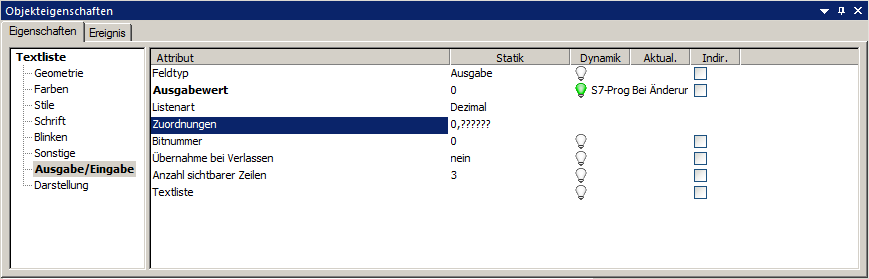 Objekteigenschaften
Eigenschaften Ereignis
Textliste
Geometrie
Farben
Stile
Schrift
Blinken
Sonstige
Ausgabe/Eingabe
Darstellung
Attribut Statik Dynamik Aktual. Indir.
Feldtyp Ausgabe
Ausgabewert 0 S7-Prog Bei Änderur
Listenart Dezimal
Zuordnungen 0,??????
Bitnummer 0
Übernahme bei Verlassen nein
Anzahl sichtbarer Zeilen 3
Textliste